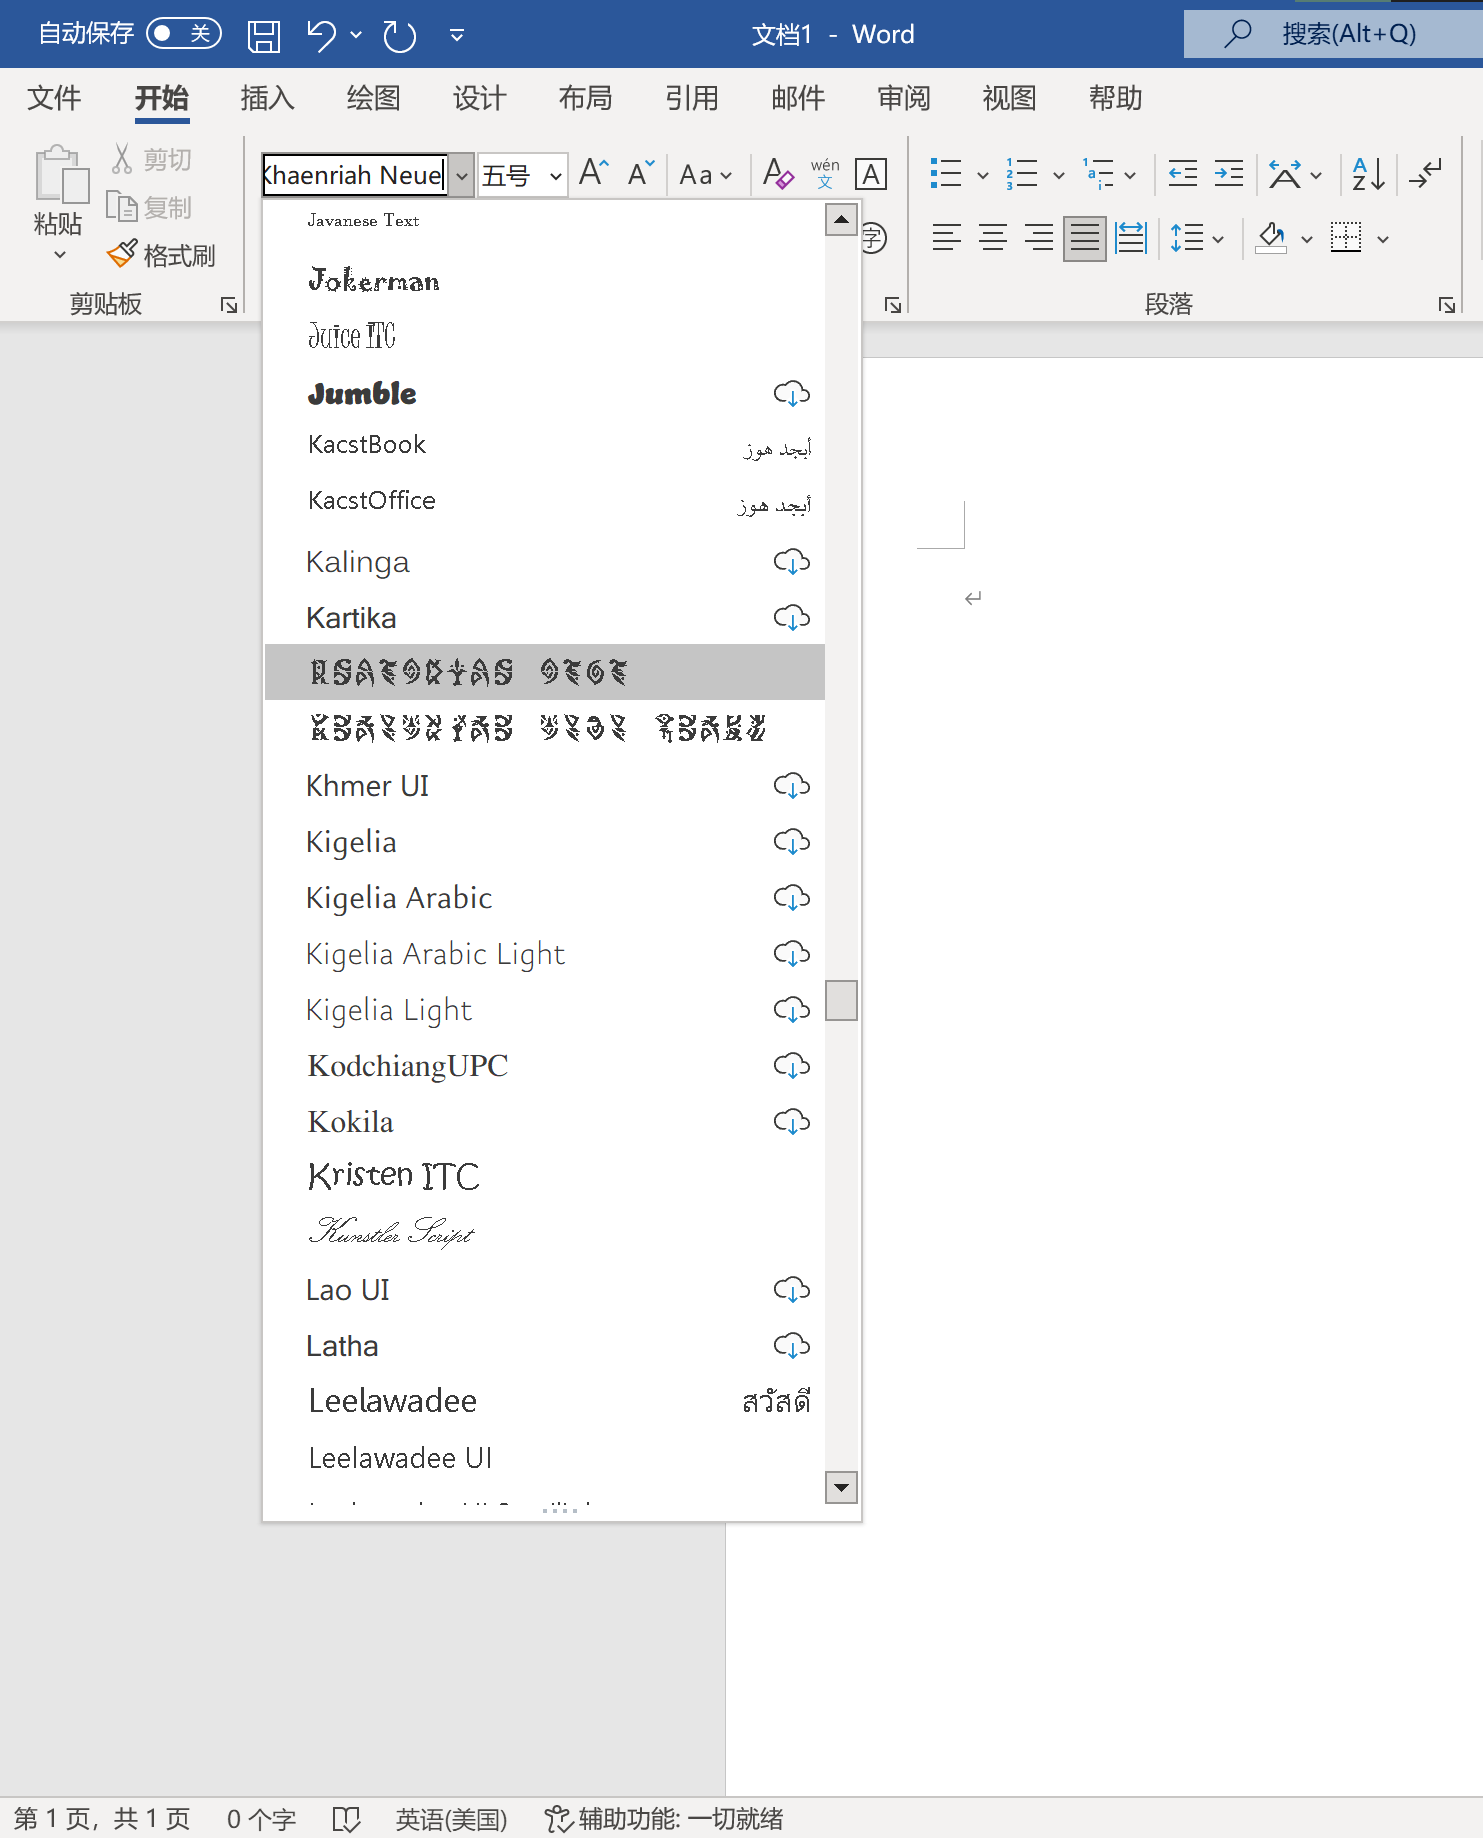 自动保存 关 文档1 - Word 搜索(Alt+Q)
文件 开始 插入 绘图 设计 布局 引用 邮件 审阅 视图 帮助
粘贴
剪切
复制
格式刷
剪贴板
Khaenriah Neue 五号 A A Aa A wén 文 A
字
段落
Javanese Text
Jokerman
Juice ITC
Jumble
KacstBook أبجد هوز
KacstOffice أبجد هوز
Kalinga
Kartika
Khmer UI
Kigelia
Kigelia Arabic
Kigelia Arabic Light
Kigelia Light
KodchiangUPC
Kokila
Kristen ITC
Kunstler Script
Lao UI
Latha
Leelawadee สวัสดี
Leelawadee UI
第 1 页，共 1 页 0 个字 英语(美国) 辅助功能: 一切就绪